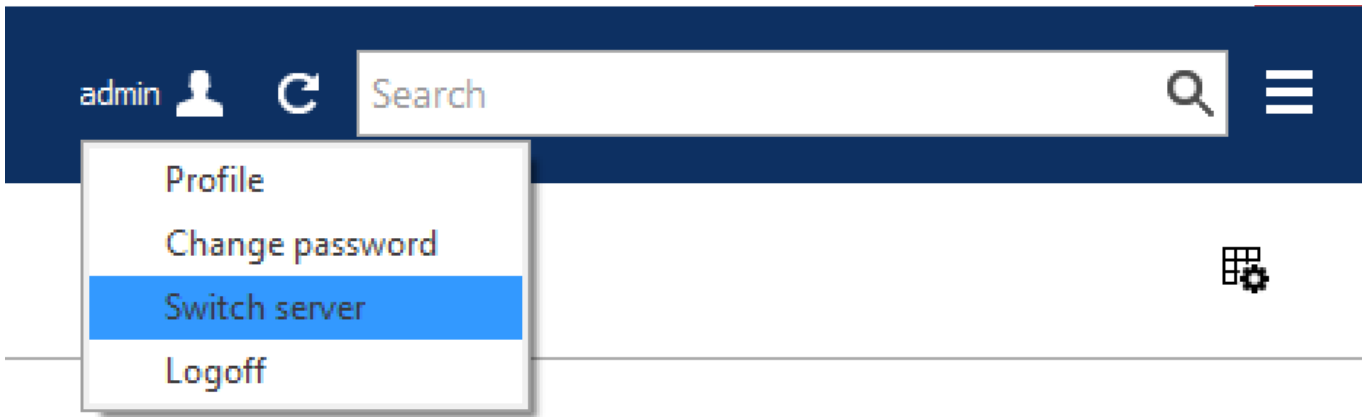 admin
Search
Profile
Change password
Switch server
Logoff